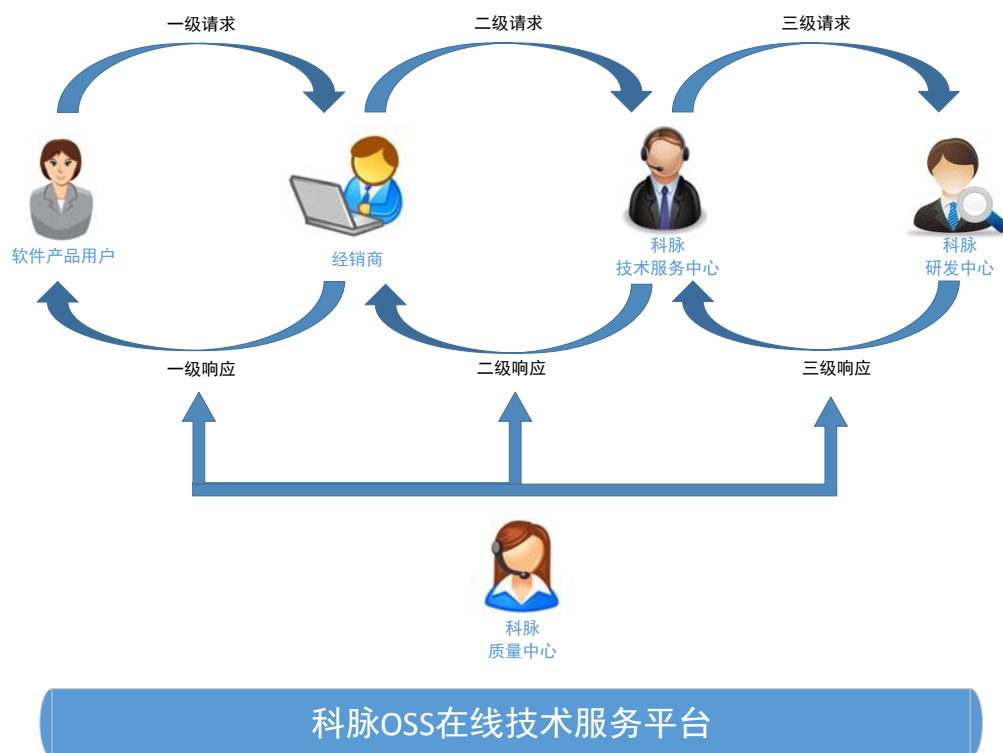 一级请求
二级请求
三级请求
软件产品用户
经销商
科脉
技术服务中心
科脉
研发中心
一级响应
二级响应
三级响应
科脉
质量中心
科脉OSS在线技术服务平台